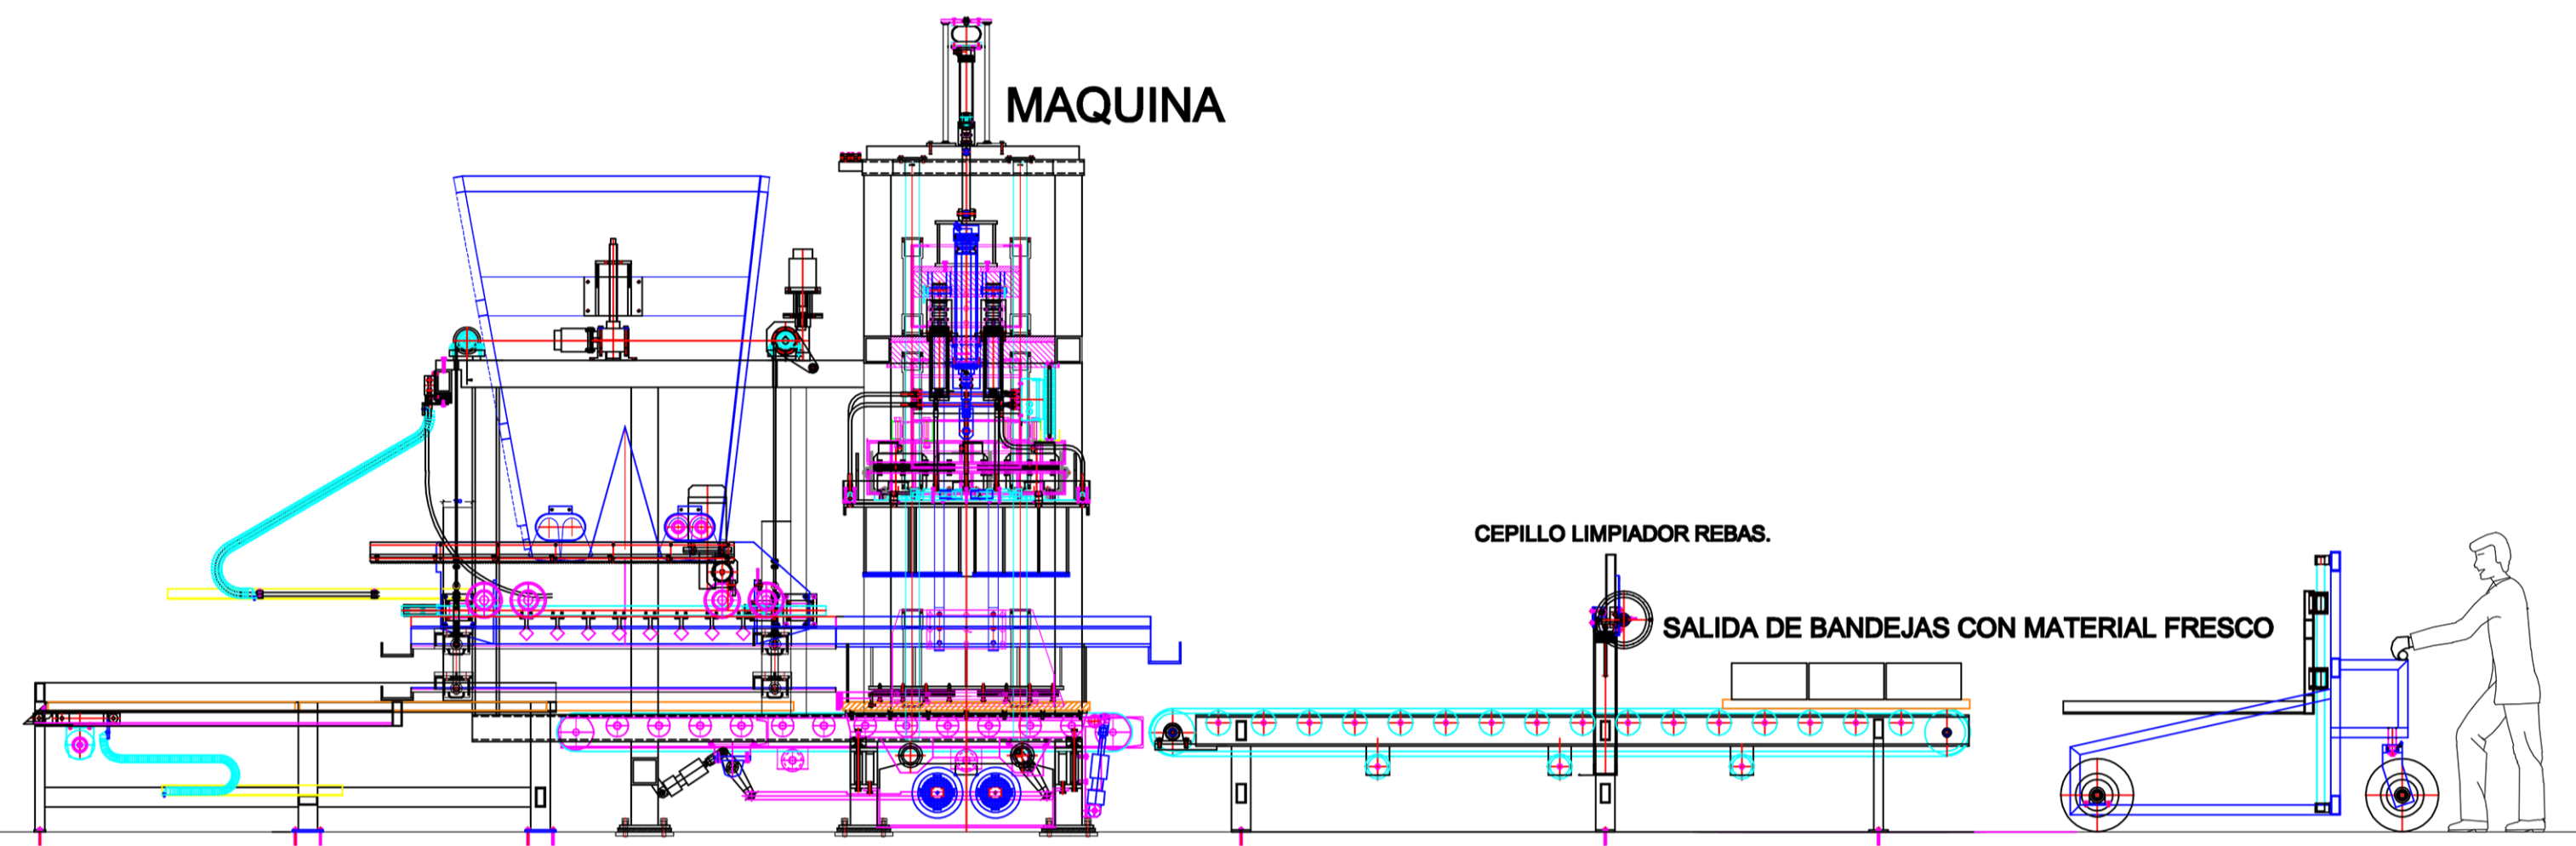 MAQUINA
CEPILLO LIMPIADOR REBAS.
SALIDA DE BANDEJAS CON MATERIAL FRESCO